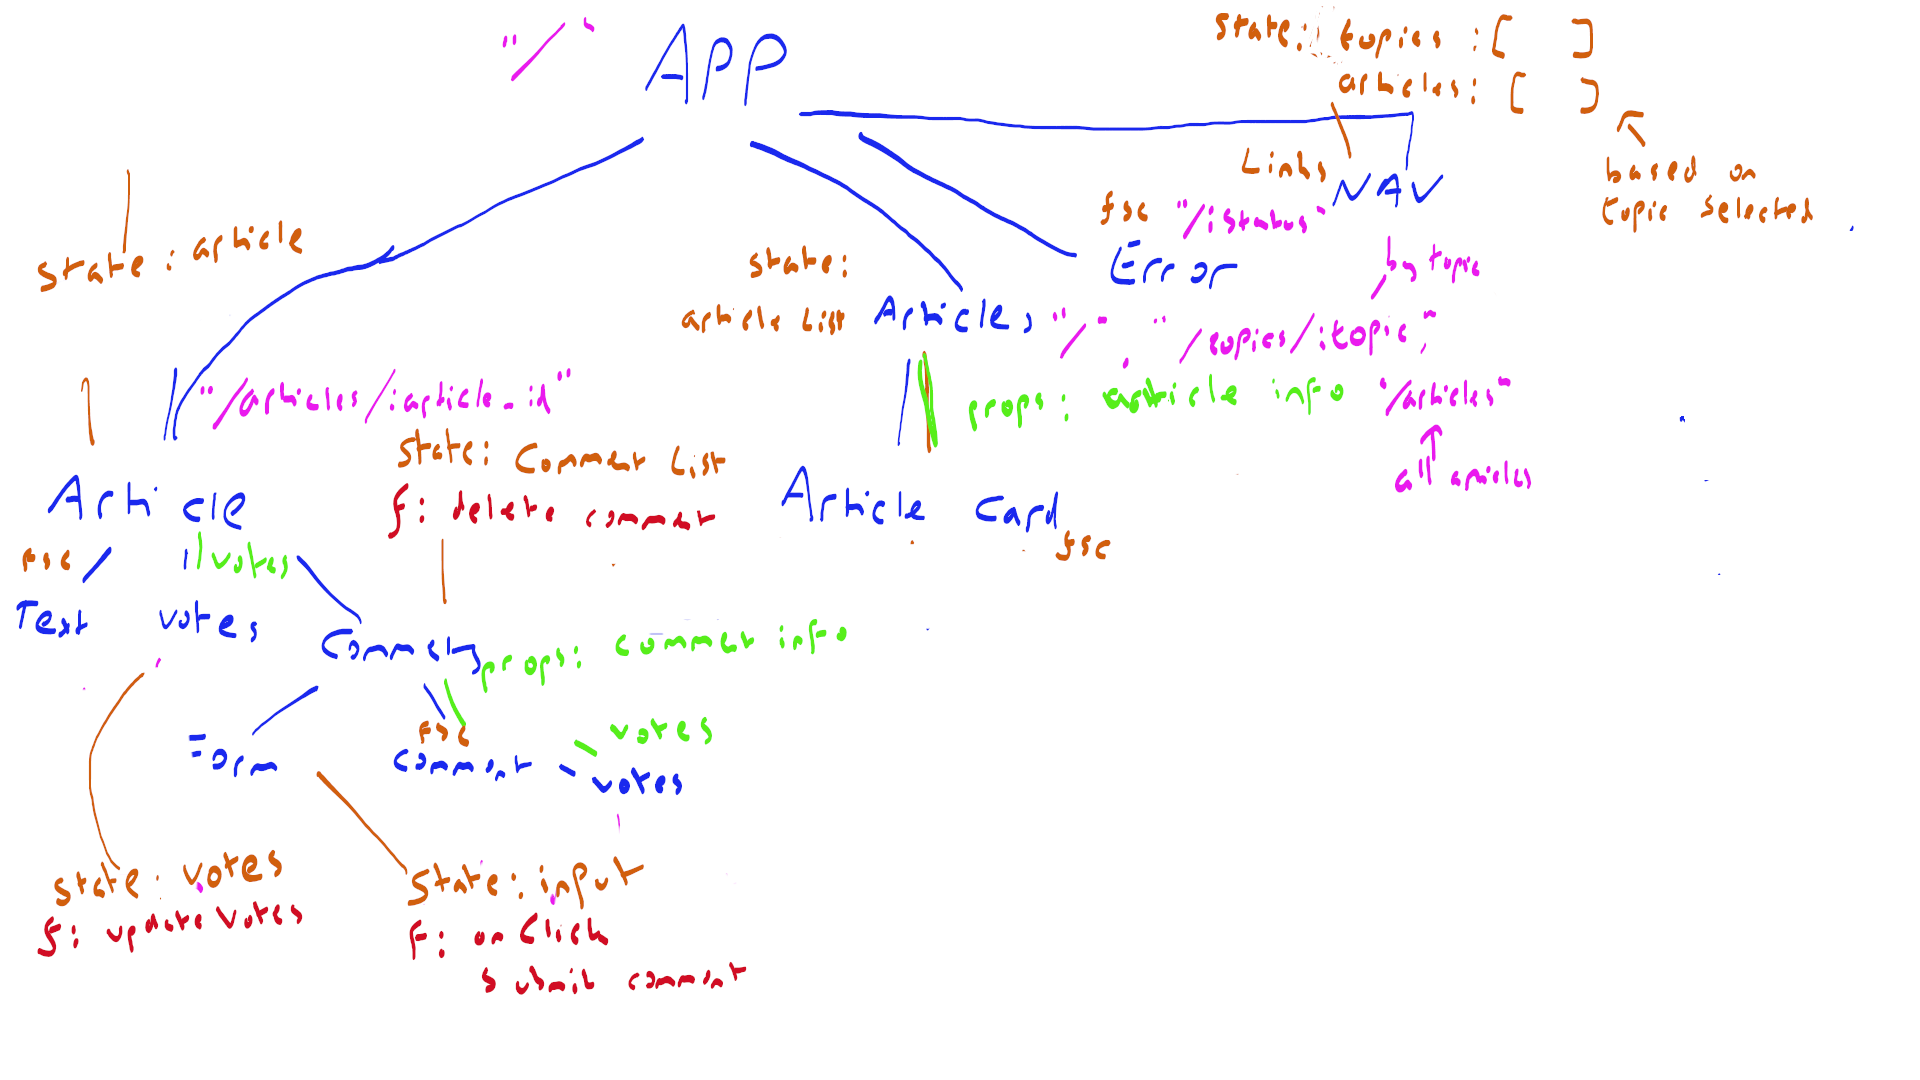 "/"
APP
state: topics : [ ]
articles : [ ]
Links
NAV
based on
topic selected
fsc "/:status"
Error
state : article
state:
article List
Articles "/" , "/topics/:topic",
by topic
"/articles/:article_id"
props: article info "/articles"
all articles
state: Comment List
f: delete comment
Article
Article Card
fsc
fsc
votes
Text
votes
Comments
props: comment info
fsc
votes
Form
comment
votes
state: votes
f: update Votes
State: input
f: on Click
submit comment